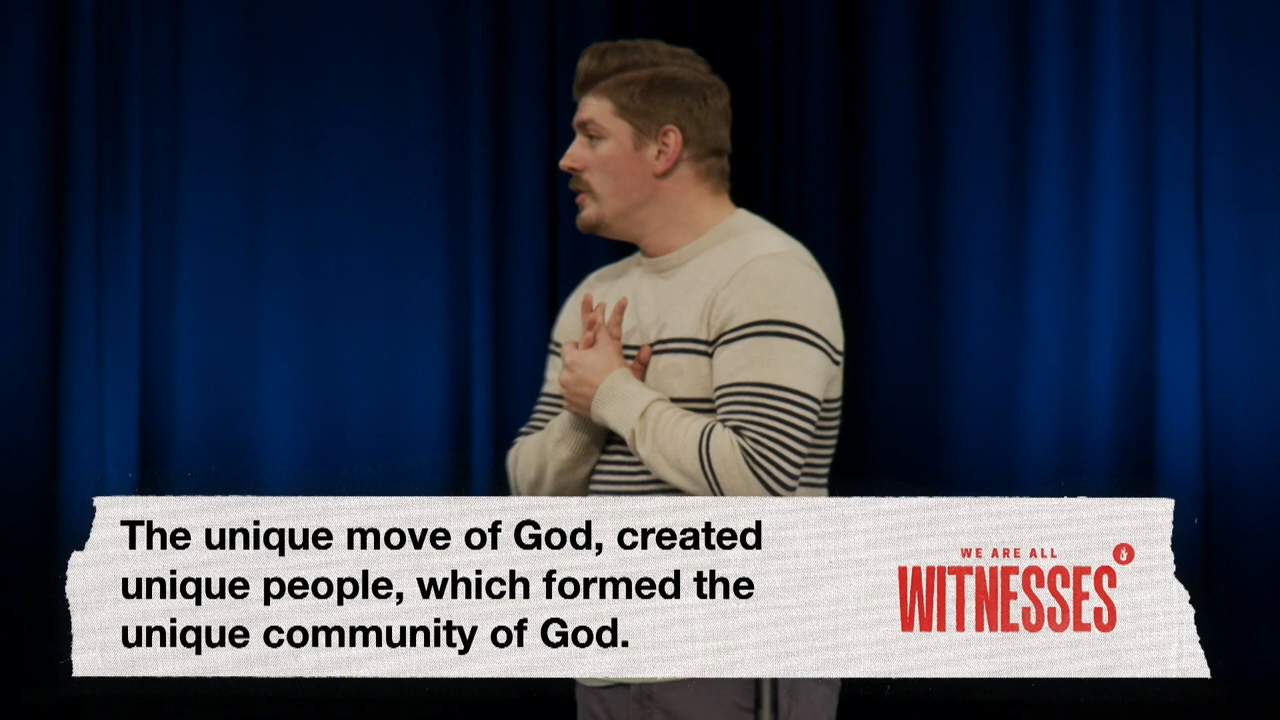 The unique move of God, created
unique people, which formed the
unique community of God.
WE ARE ALL
WITNESSES